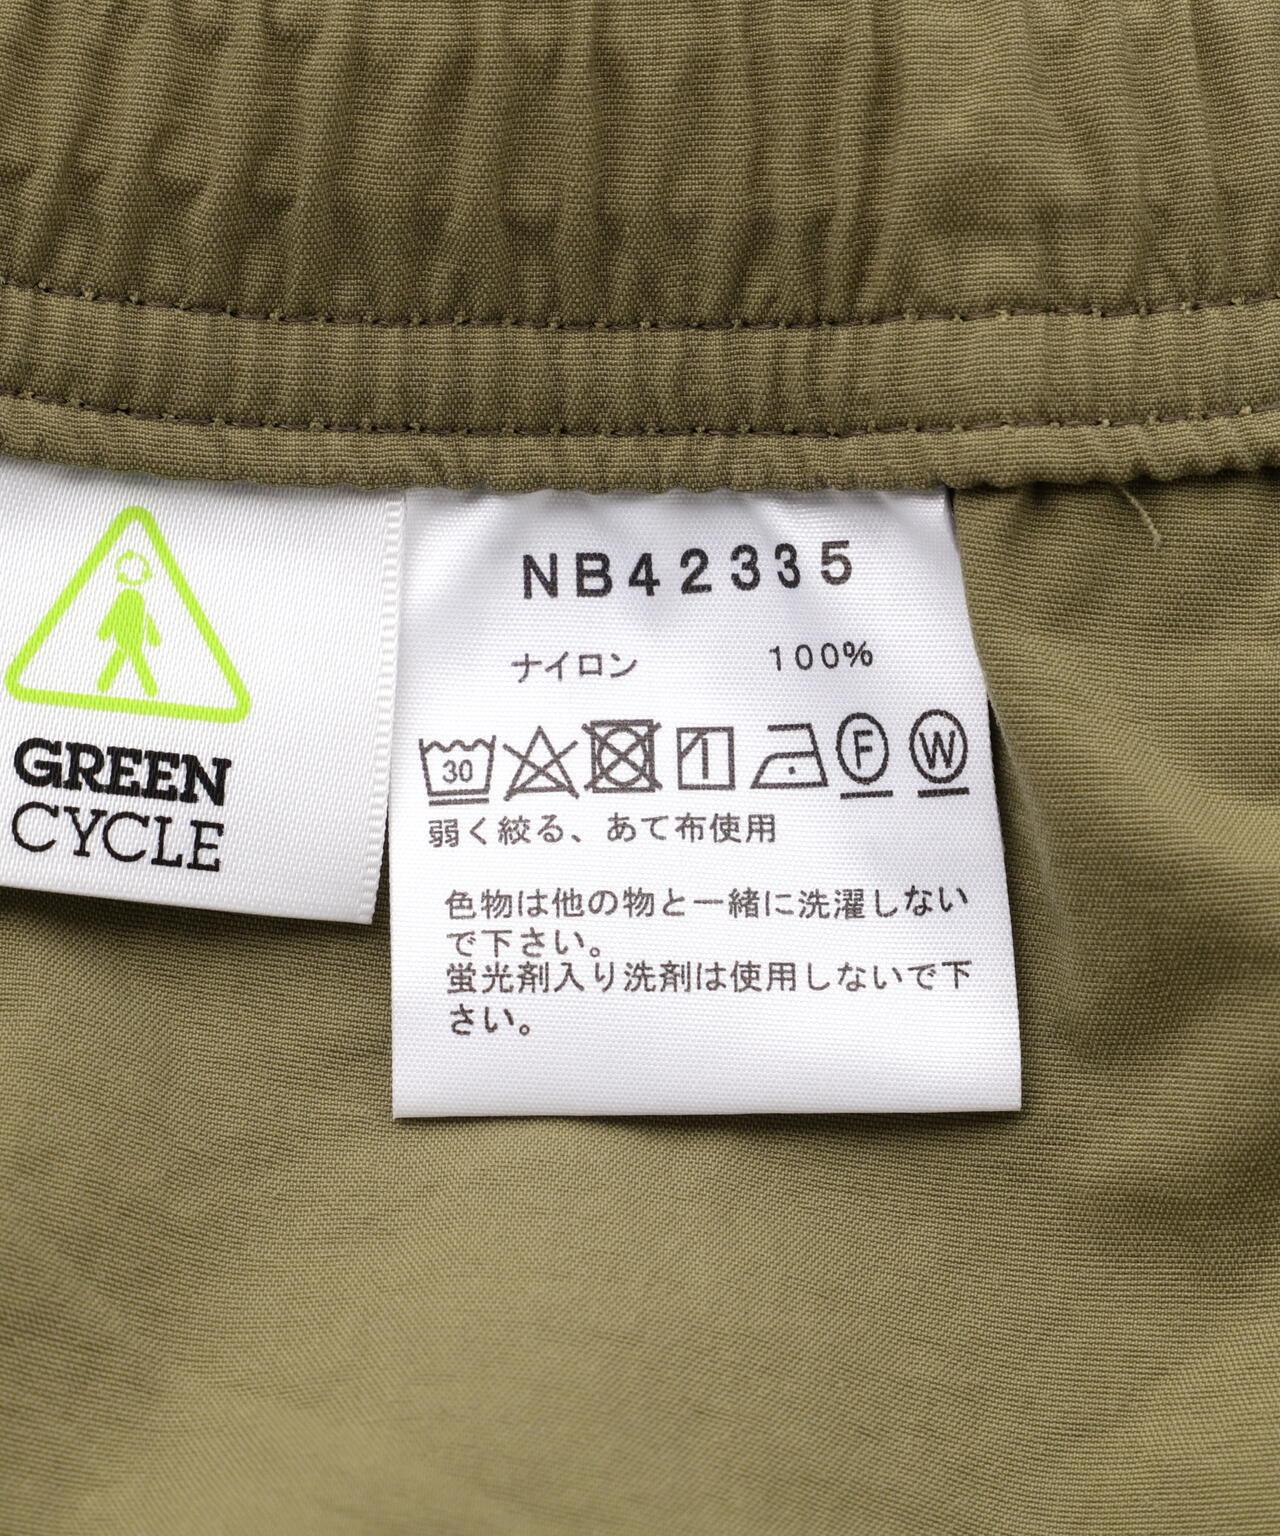 GREEN
CYCLE
NB42335
ナイロン 100%
30 F W
弱く絞る、あて布使用
色物は他の物と一緒に洗濯しない
で下さい。
蛍光剤入り洗剤は使用しないで下
さい。